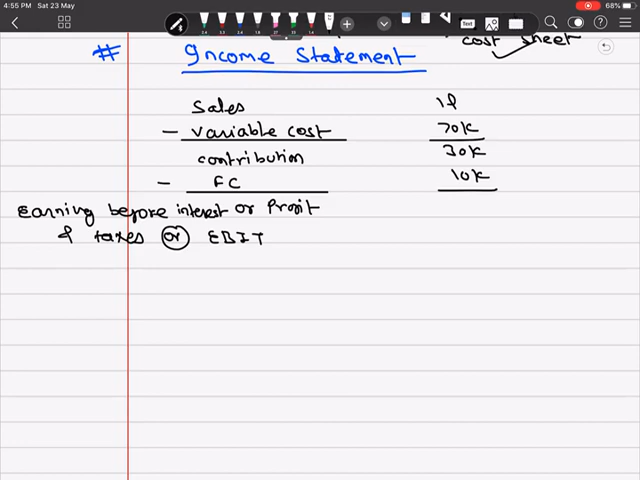 4:55 PM Sat 23 May
68%
Text
cost sheet
# Income Statement
Sales 1l
- Variable cost 70K
contribution 30K
- FC 10K
Earning before interest or Profit
& taxes or EBIT